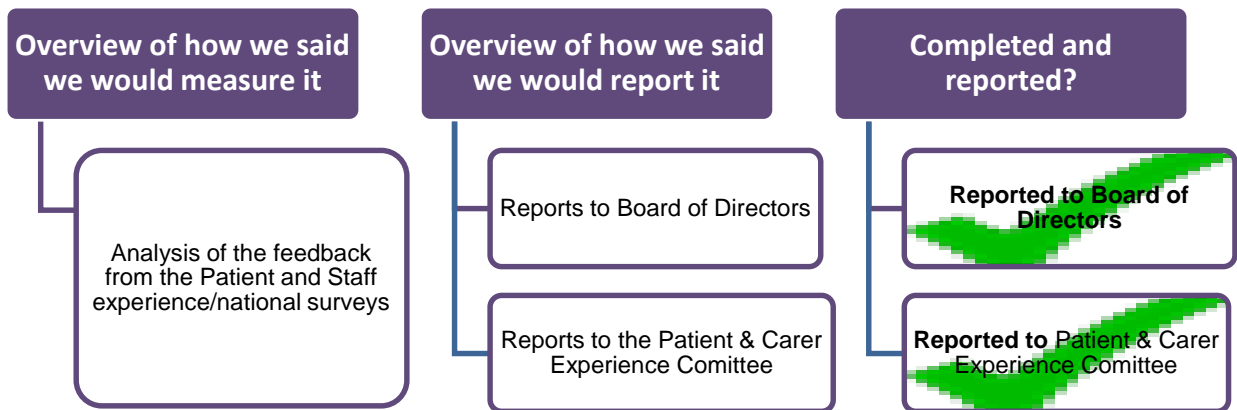 Overview of how we said
we would measure it
Analysis of the feedback
from the Patient and Staff
experience/national surveys
Overview of how we said
we would report it
Reports to Board of Directors
Reports to the Patient & Carer
Experience Comittee
Completed and
reported?
Reported to Board of
Directors
Reported to Patient & Carer
Experience Comittee